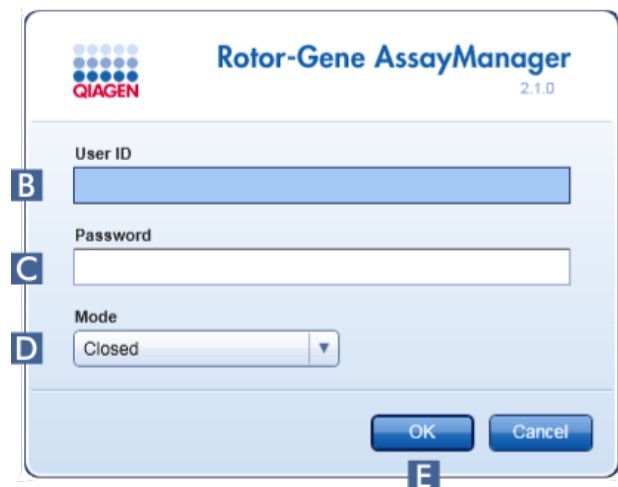 QIAGEN
Rotor-Gene AssayManager
2.1.0
User ID
B
Password
C
Mode
D
Closed
OK
Cancel
E